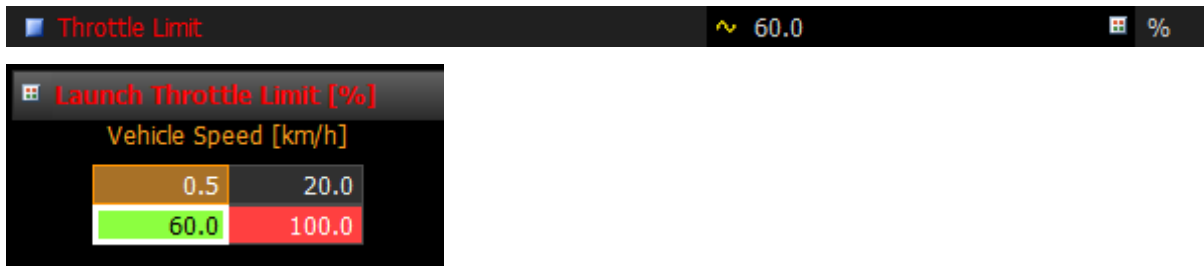 Throttle Limit 60.0 %
Launch Throttle Limit [%]
Vehicle Speed [km/h]
0.5 20.0
60.0 100.0